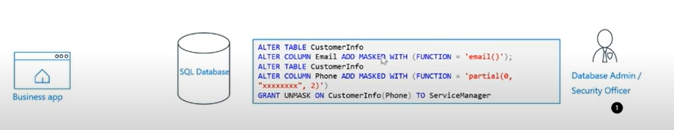 ALTER TABLE CustomerInfo
ALTER COLUMN Email ADD MASKED WITH (FUNCTION = 'email()');
ALTER TABLE CustomerInfo
ALTER COLUMN Phone ADD MASKED WITH (FUNCTION = 'partial(0,
"xxxxxxxx", 2)')
GRANT UNMASK ON CustomerInfo(Phone) TO ServiceManager
SQL Database
Business app
Database Admin /
Security Officer
1